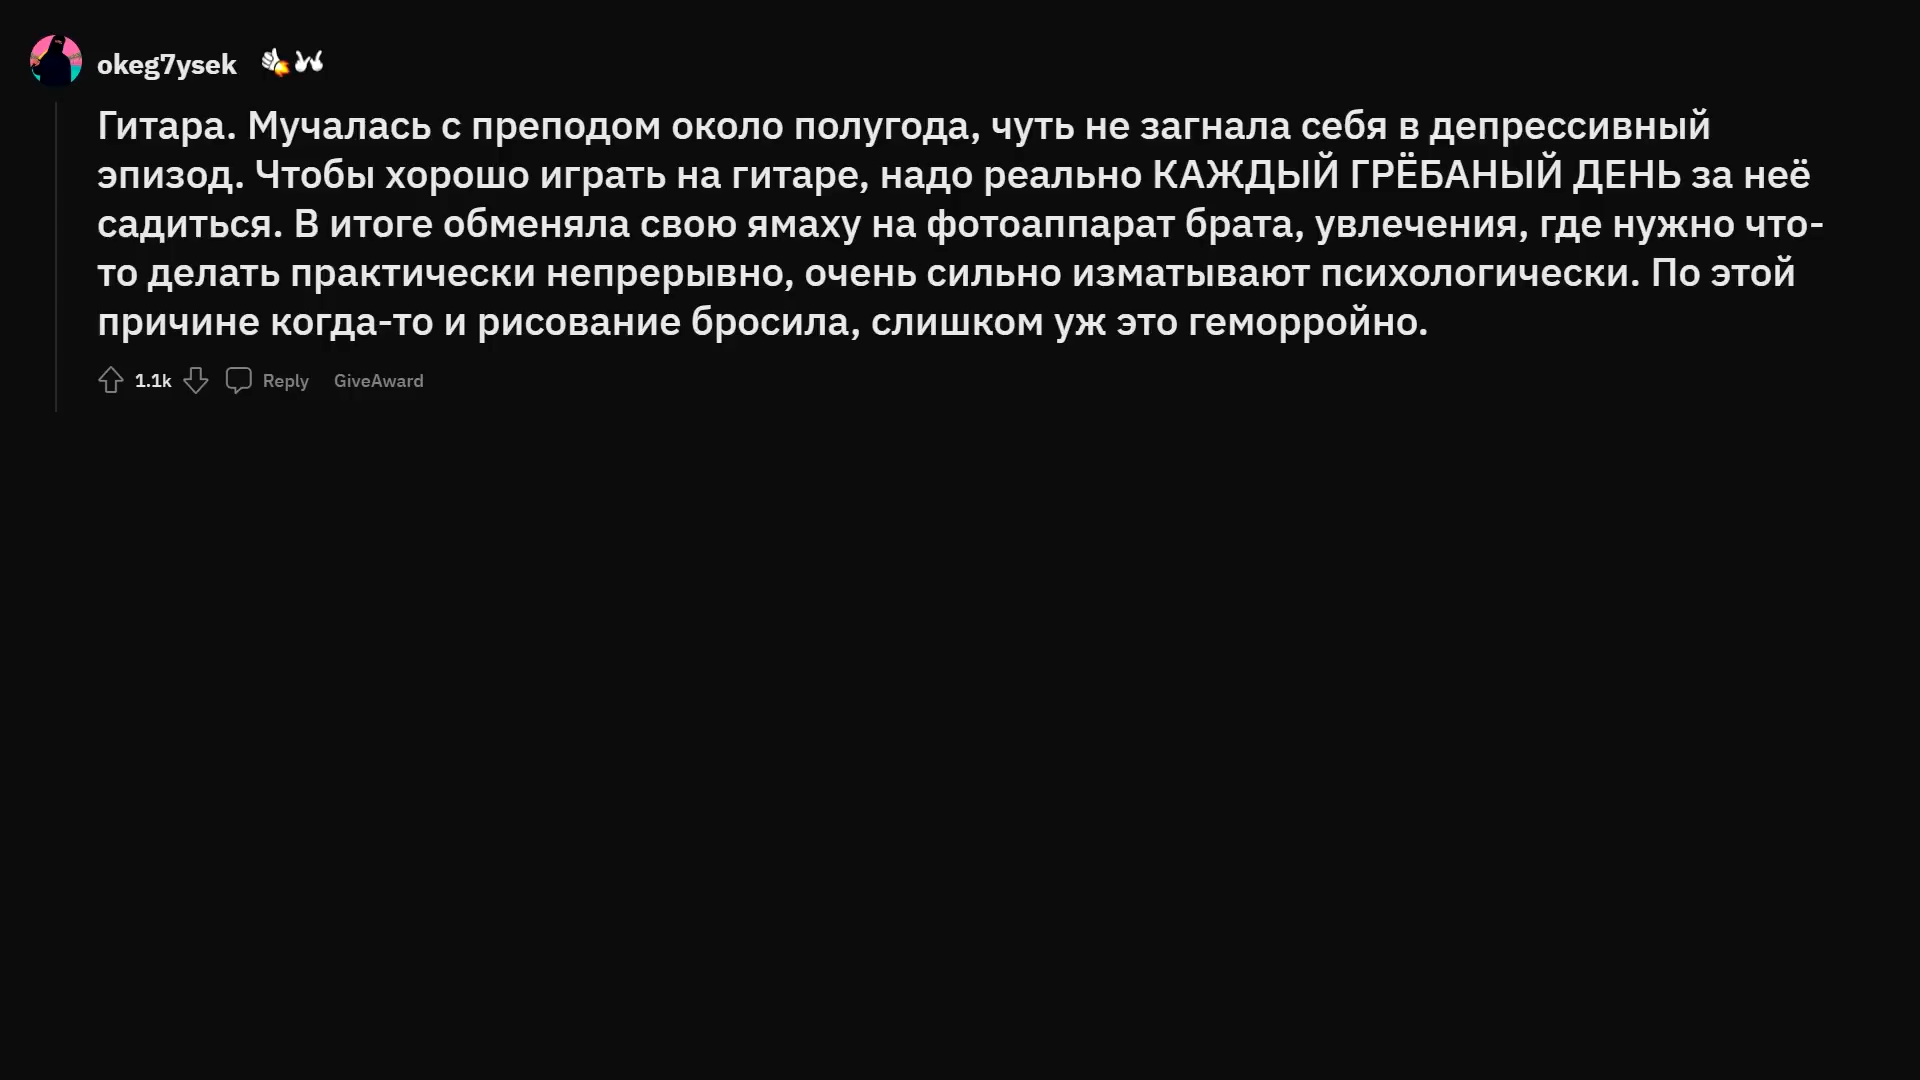 okeg7ysek
Гитара. Мучалась с преподом около полугода, чуть не загнала себя в депрессивный
эпизод. Чтобы хорошо играть на гитаре, надо реально КАЖДЫЙ ГРЁБАНЫЙ ДЕНЬ за неё
садиться. В итоге обменяла свою ямаху на фотоаппарат брата, увлечения, где нужно что-
то делать практически непрерывно, очень сильно изматывают психологически. По этой
причине когда-то и рисование бросила, слишком уж это геморройно.
1.1k Reply GiveAward